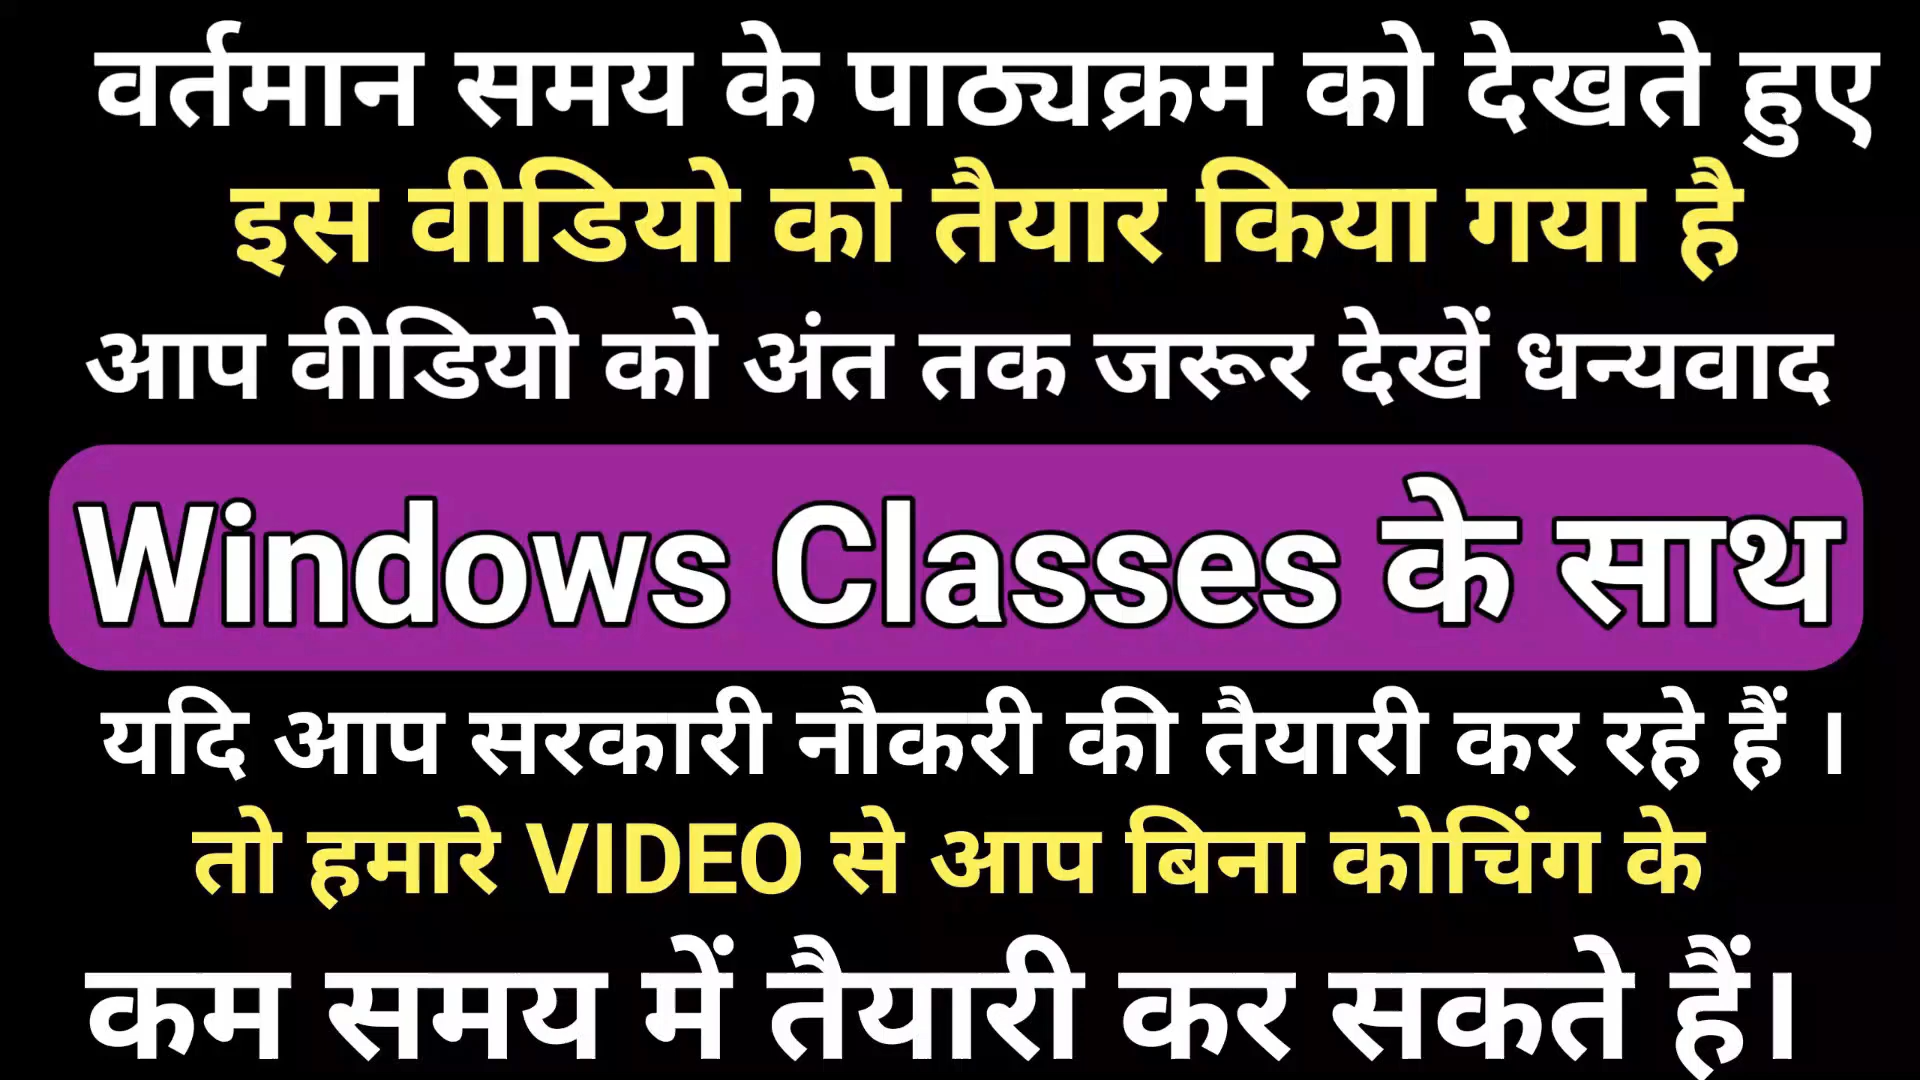 वर्तमान समय के पाठ्यक्रम को देखते हुए
इस वीडियो को तैयार किया गया है
आप वीडियो को अंत तक जरूर देखें धन्यवाद
Windows Classes के साथ
यदि आप सरकारी नौकरी की तैयारी कर रहे हैं ।
तो हमारे VIDEO से आप बिना कोचिंग के
कम समय में तैयारी कर सकते हैं।